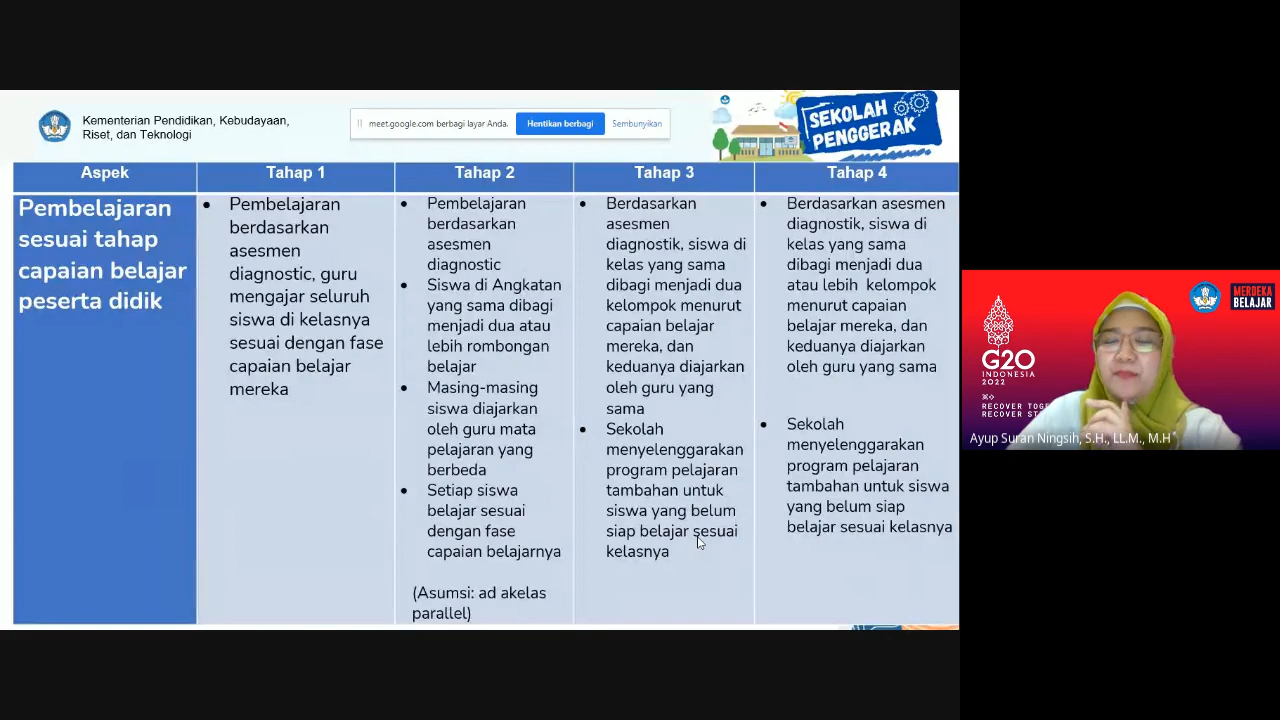 Kementerian Pendidikan, Kebudayaan,
Riset, dan Teknologi
meet.google.com berbagi layar Anda.
Hentikan berbagi
Sembunyikan
SEKOLAH
PENGGERAK
Aspek
Tahap 1
Tahap 2
Tahap 3
Tahap 4
Pembelajaran
sesuai tahap
capaian belajar
peserta didik
• Pembelajaran
berdasarkan
asesmen
diagnostic, guru
mengajar seluruh
siswa di kelasnya
sesuai dengan fase
capaian belajar
mereka
• Pembelajaran
berdasarkan
asesmen
diagnostic
• Siswa di Angkatan
yang sama dibagi
menjadi dua atau
lebih rombongan
belajar
• Masing-masing
siswa diajarkan
oleh guru mata
pelajaran yang
berbeda
• Setiap siswa
belajar sesuai
dengan fase
capaian belajarnya
(Asumsi: ad akelas
parallel)
• Berdasarkan
asesmen
diagnostik, siswa di
kelas yang sama
dibagi menjadi dua
kelompok menurut
capaian belajar
mereka, dan
keduanya diajarkan
oleh guru yang
sama
• Sekolah
menyelenggarakan
program pelajaran
tambahan untuk
siswa yang belum
siap belajar sesuai
kelasnya
• Berdasarkan asesmen
diagnostik, siswa di
kelas yang sama
dibagi menjadi dua
atau lebih kelompok
menurut capaian
belajar mereka, dan
keduanya diajarkan
oleh guru yang sama
• Sekolah
menyelenggarakan
program pelajaran
tambahan untuk siswa
yang belum siap
belajar sesuai kelasnya
MERDEKA
BELAJAR
G20
INDONESIA
2022
RECOVER TOGE
RECOVER ST
Ayup Suran Ningsih, S.H., LL.M., M.H